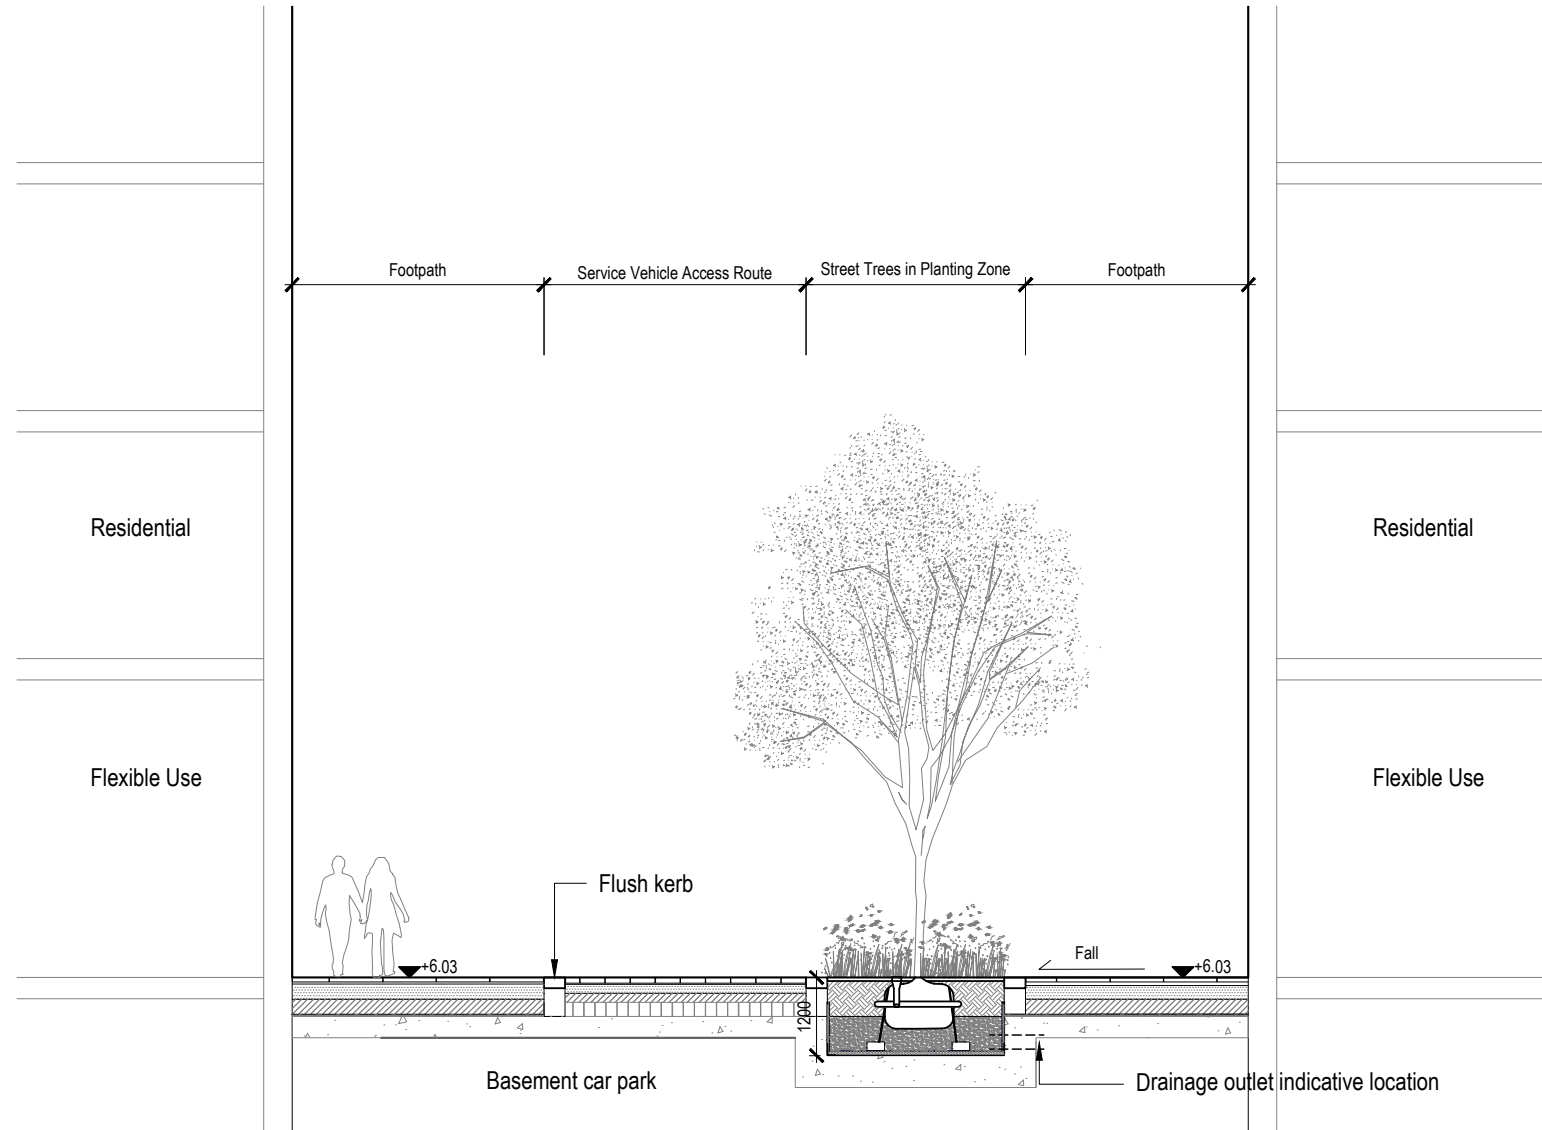 Footpath
Service Vehicle Access Route
Street Trees in Planting Zone
Footpath
Residential
Residential
Flexible Use
Flexible Use
Flush kerb
+6.03
Fall
+6.03
1200
Basement car park
Drainage outlet indicative location